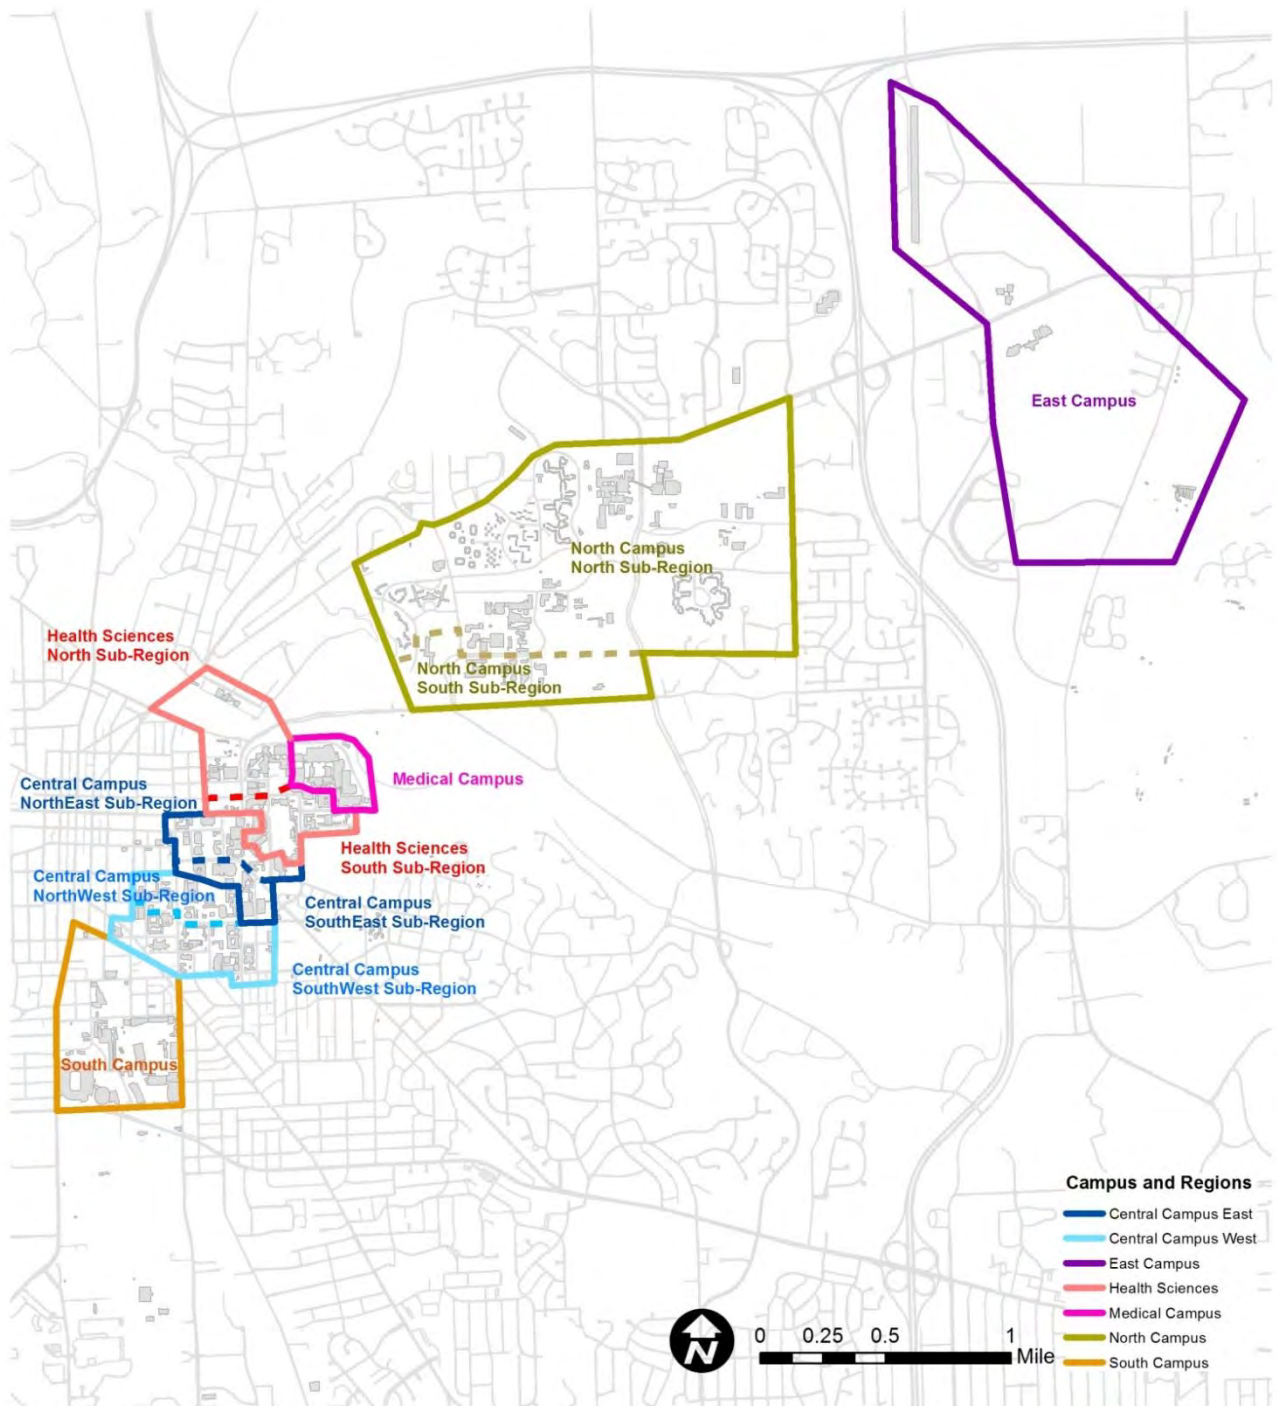 East Campus
North Campus
North Sub-Region
Health Sciences
North Sub-Region
North Campus
South Sub-Region
Medical Campus
Central Campus
NorthEast Sub-Region
Health Sciences
South Sub-Region
Central Campus
NorthWest Sub-Region
Central Campus
SouthEast Sub-Region
Central Campus
SouthWest Sub-Region
South Campus
Campus and Regions
Central Campus East
Central Campus West
East Campus
Health Sciences
Medical Campus
North Campus
South Campus
N
0 0.25 0.5 1
Mile